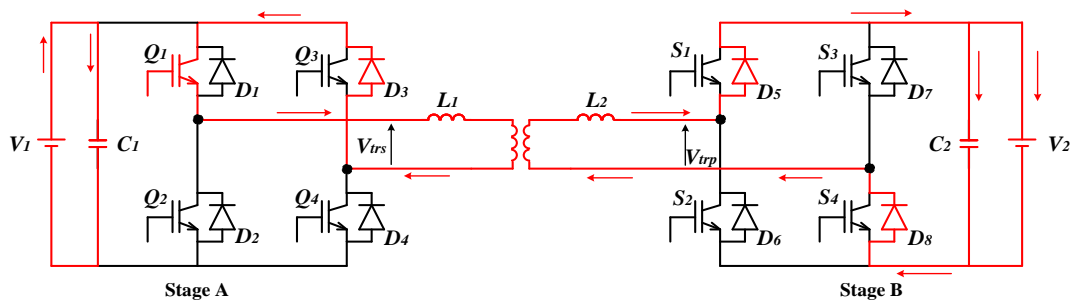 Q1 D1 Q3 D3 S1 D5 S3 D7
V1 C1 L1 L2 C2 V2
Vtrs Vtrp
Q2 D2 Q4 D4 S2 D6 S4 D8
Stage A Stage B